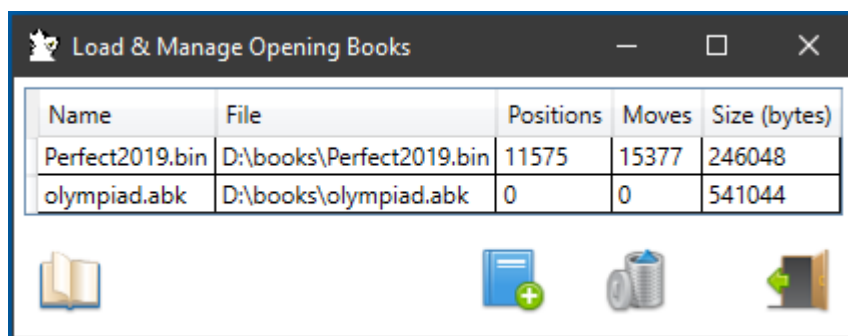 Load & Manage Opening Books
Name File Positions Moves Size (bytes)
Perfect2019.bin D:\books\Perfect2019.bin 11575 15377 246048
olympiad.abk D:\books\olympiad.abk 0 0 541044